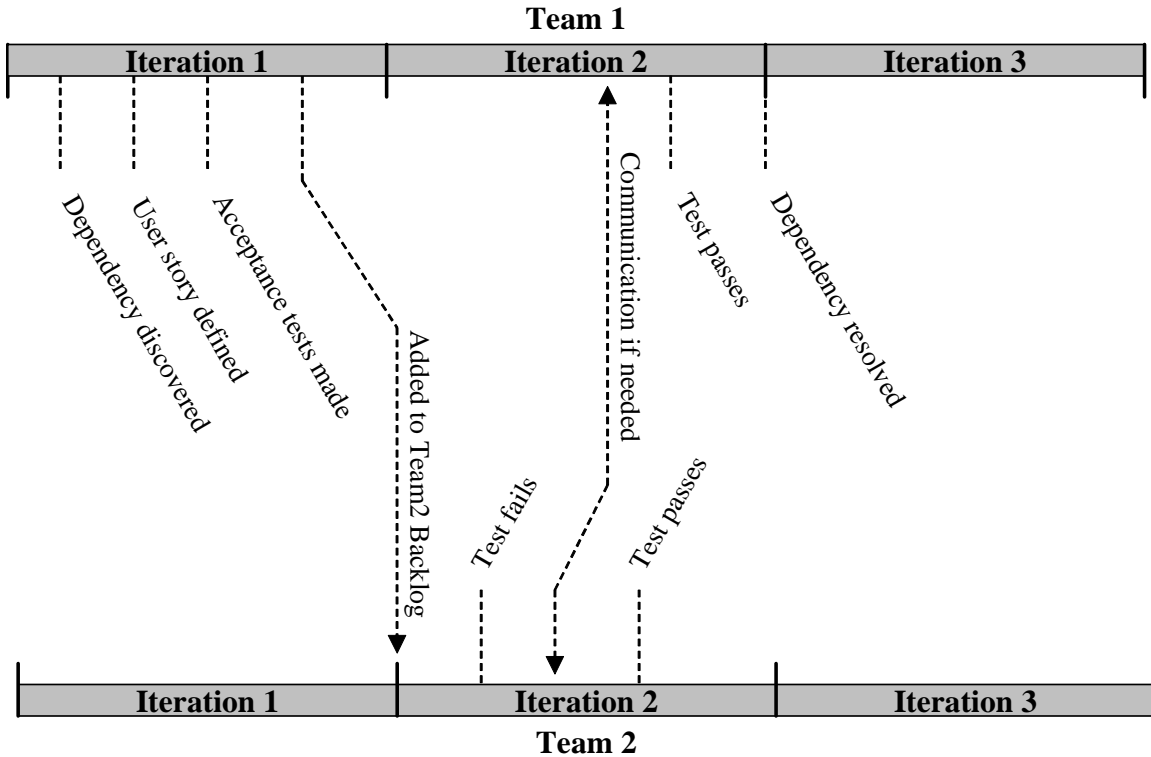 Team 1
Iteration 1
Iteration 2
Iteration 3
Dependency discovered
User story defined
Acceptance tests made
Added to Team2 Backlog
Communication if needed
Test passes
Dependency resolved
Test fails
Test passes
Iteration 1
Iteration 2
Iteration 3
Team 2